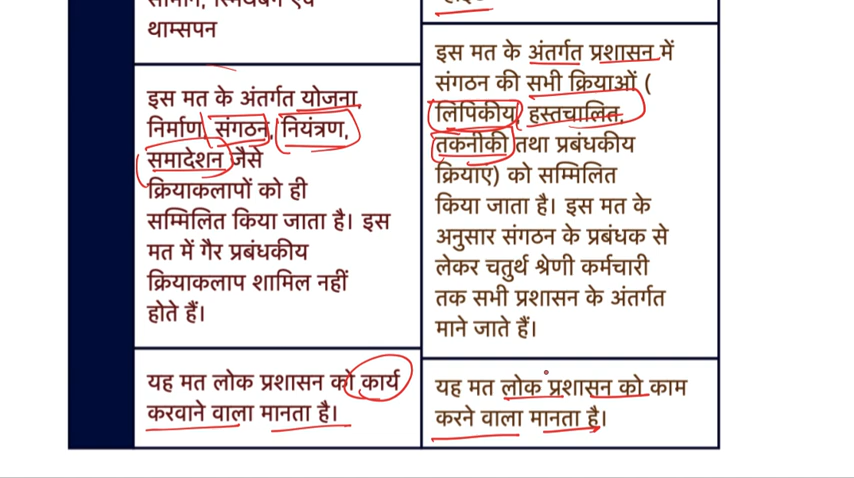 थाम्सपन
इस मत के अंतर्गत योजना,
निर्माण, संगठन, नियंत्रण,
समादेशन जैसे
क्रियाकलापों को ही
सम्मिलित किया जाता है। इस
मत में गैर प्रबंधकीय
क्रियाकलाप शामिल नहीं
होते हैं।
यह मत लोक प्रशासन को कार्य
करवाने वाला मानता है।
इस मत के अंतर्गत प्रशासन में
संगठन की सभी क्रियाओं (
लिपिकीय, हस्तचालित,
तकनीकी तथा प्रबंधकीय
क्रियाएं) को सम्मिलित
किया जाता है। इस मत के
अनुसार संगठन के प्रबंधक से
लेकर चतुर्थ श्रेणी कर्मचारी
तक सभी प्रशासन के अंतर्गत
माने जाते हैं।
यह मत लोक प्रशासन को काम
करने वाला मानता है।